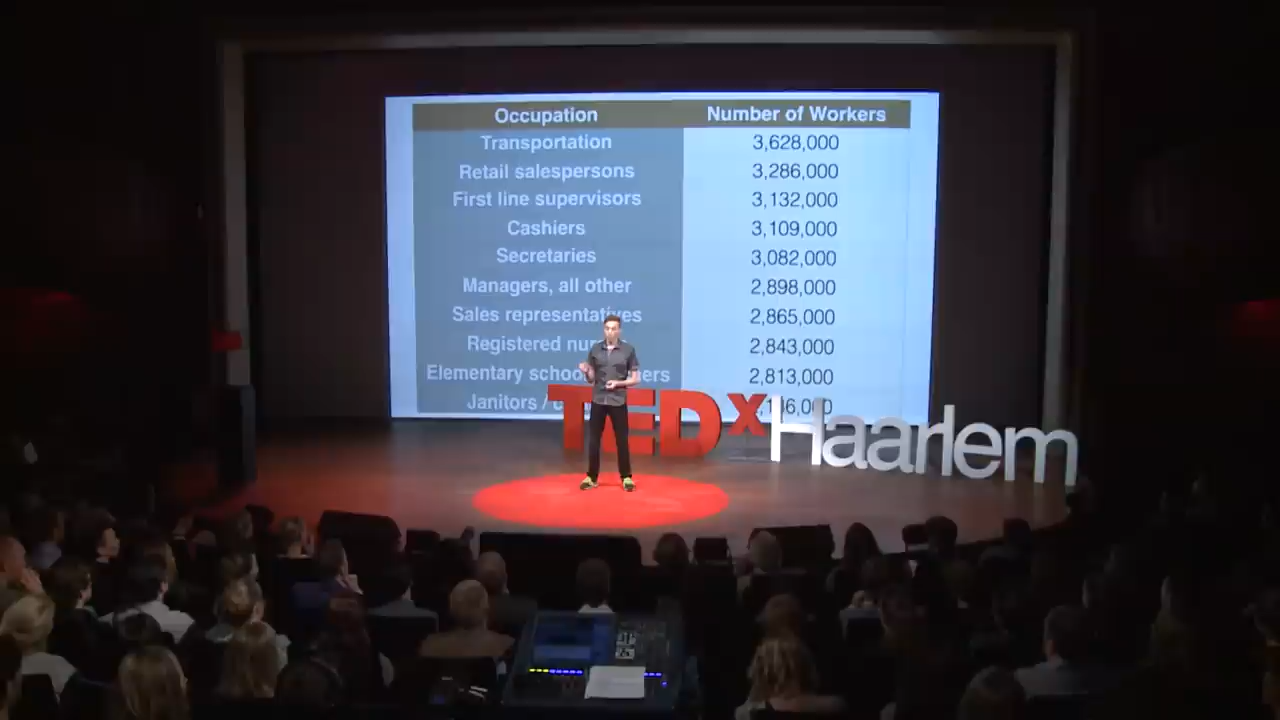 Occupation Number of Workers
Transportation 3,628,000
Retail salespersons 3,286,000
First line supervisors 3,132,000
Cashiers 3,109,000
Secretaries 3,082,000
Managers, all other 2,898,000
Sales representatives 2,865,000
Registered 2,843,000
Elementary school 2,813,000
Janitors /
TEDxHaarlem